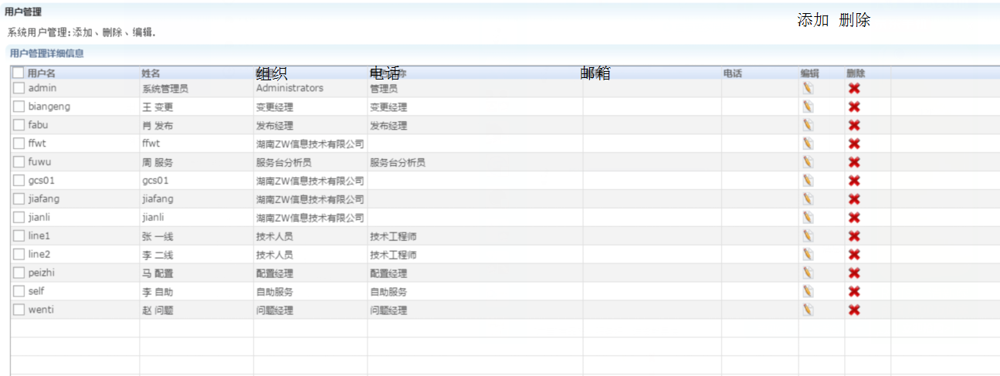 用户管理
添加 删除
系统用户管理:添加、删除、编辑.
用户管理详细信息
用户名 姓名 组织 电话 称 邮箱 电话 编辑 删除
admin 系统管理员 Administrators 管理员
biangeng 王 变更 变更经理 变更经理
fabu 肖 发布 发布经理 发布经理
ffwt ffwt 湖南ZW信息技术有限公司
fuwu 周 服务 服务台分析员 服务台分析员
gcs01 gcs01 湖南ZW信息技术有限公司
jiafang jiafang 湖南ZW信息技术有限公司
jianli jianli 湖南ZW信息技术有限公司
line1 张 一线 技术人员 技术工程师
line2 李 二线 技术人员 技术工程师
peizhi 马 配置 配置经理 配置经理
self 李 自助 自助服务 自助服务
wenti 赵 问题 问题经理 问题经理